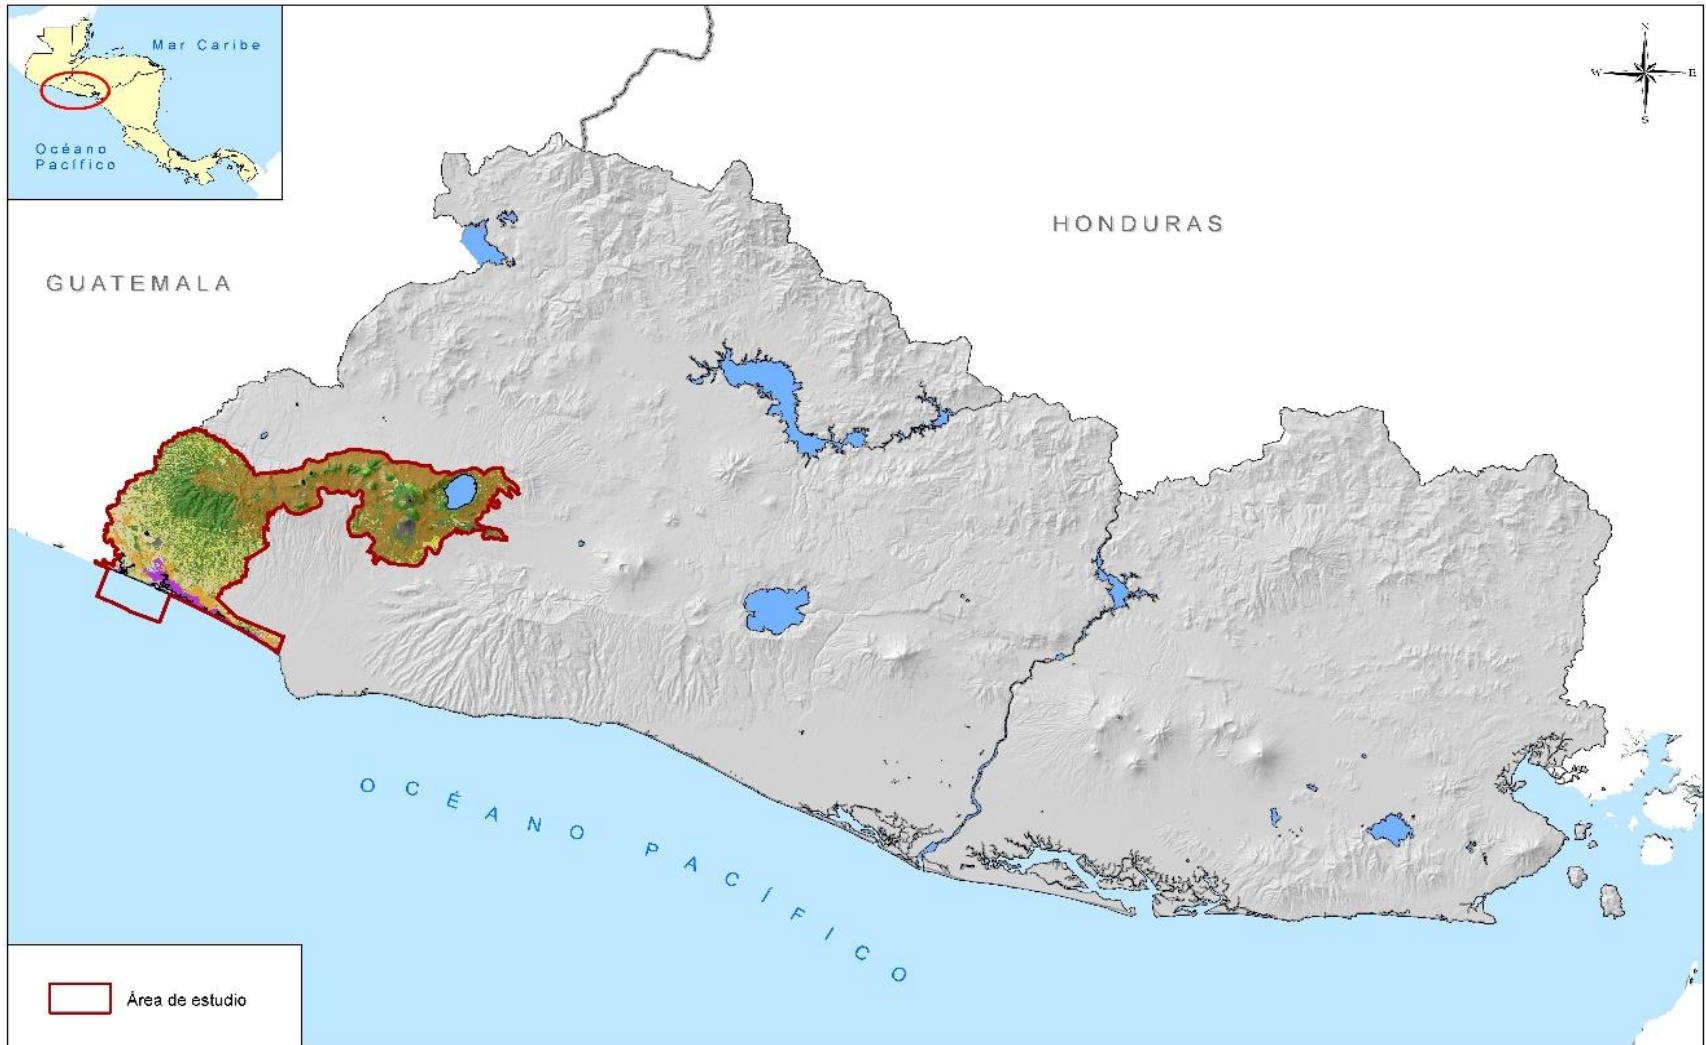 Mar Caribe
Océano
Pacífico
N
W
E
S
HONDURAS
GUATEMALA
OCÉANO PACÍFICO
Área de estudio